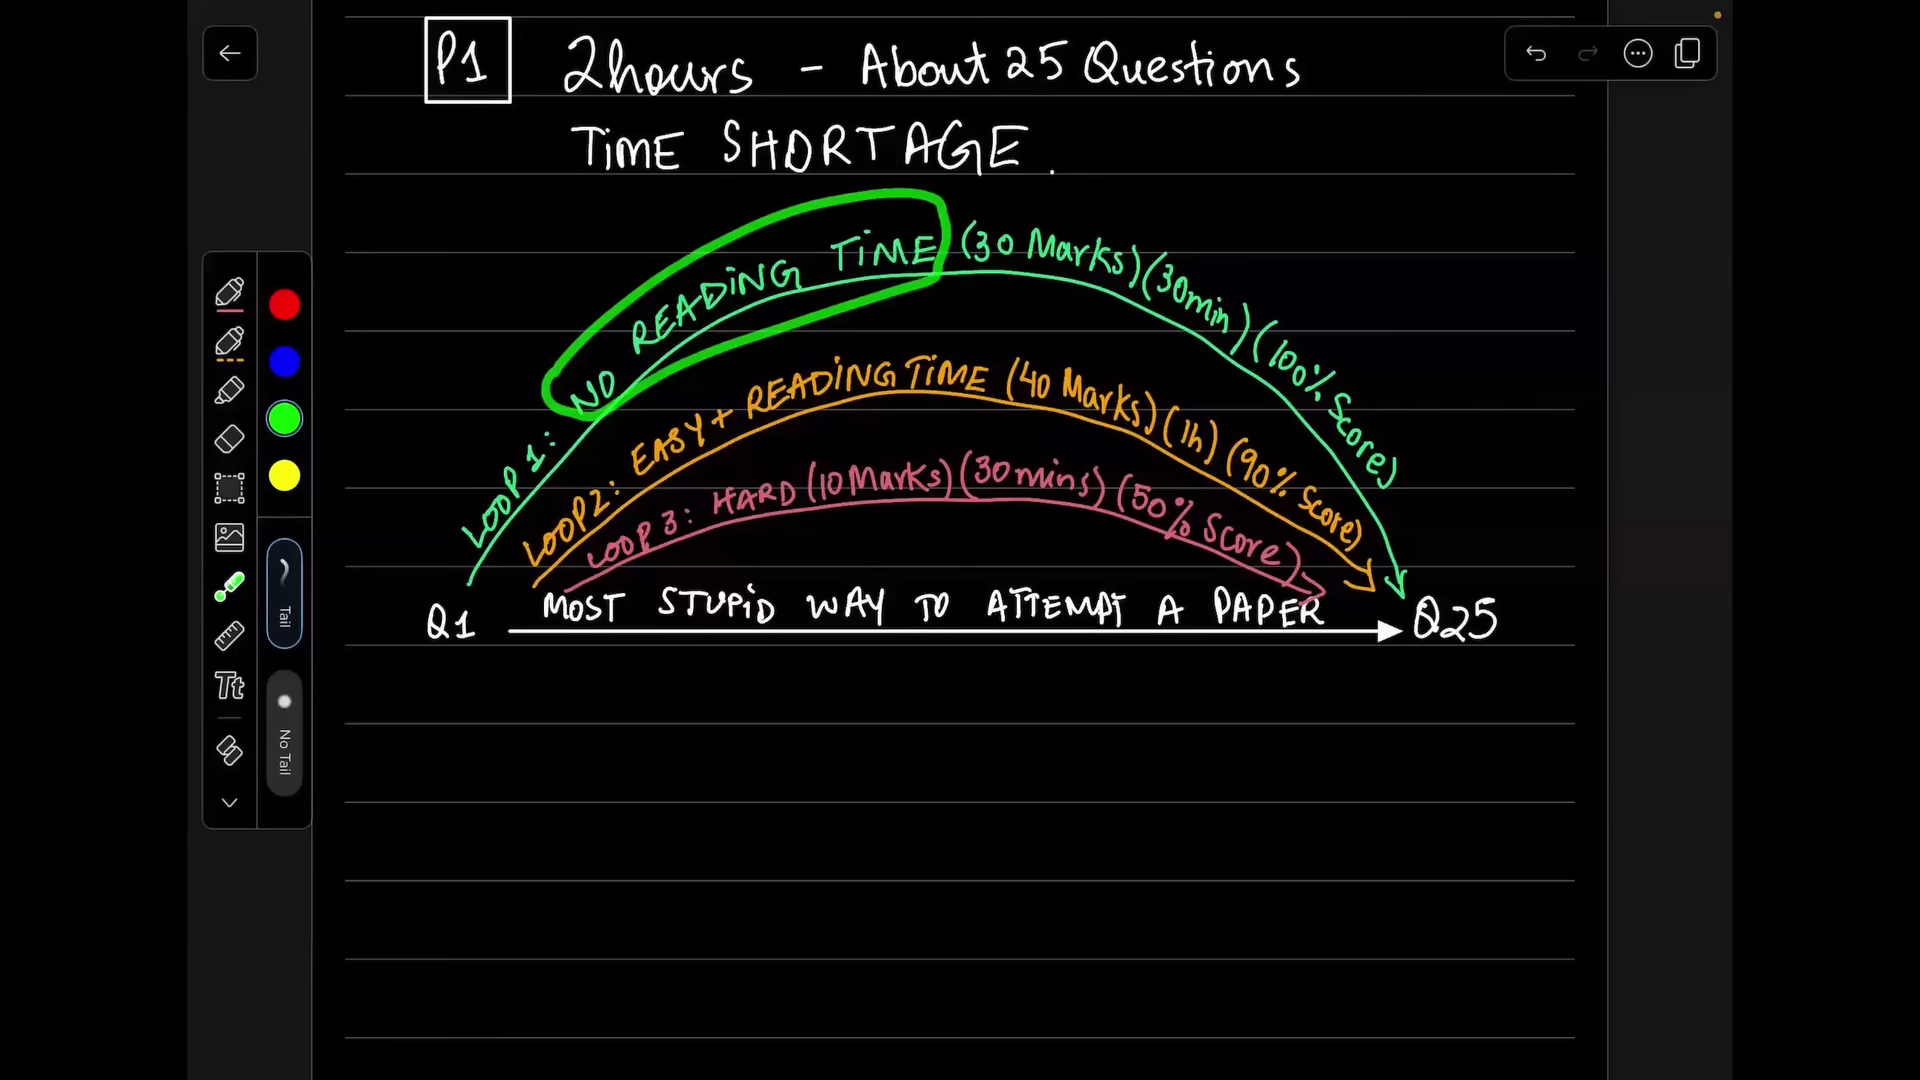 P1 2hours - About 25 Questions
TiME SHORTAGE.
LOOP 1: NO READiNG TiME (30 Marks) (30min) (100% Score)
LOOP2: EASY + READiNG TiME (40 Marks) (1h) (90% Score)
LOOP 3: HARD (10 Marks) (30 mins) (50% Score)
Q1 MOST STUPiD WAY TO ATTEMPT A PAPER Q25
Tt
Tail
No Tail